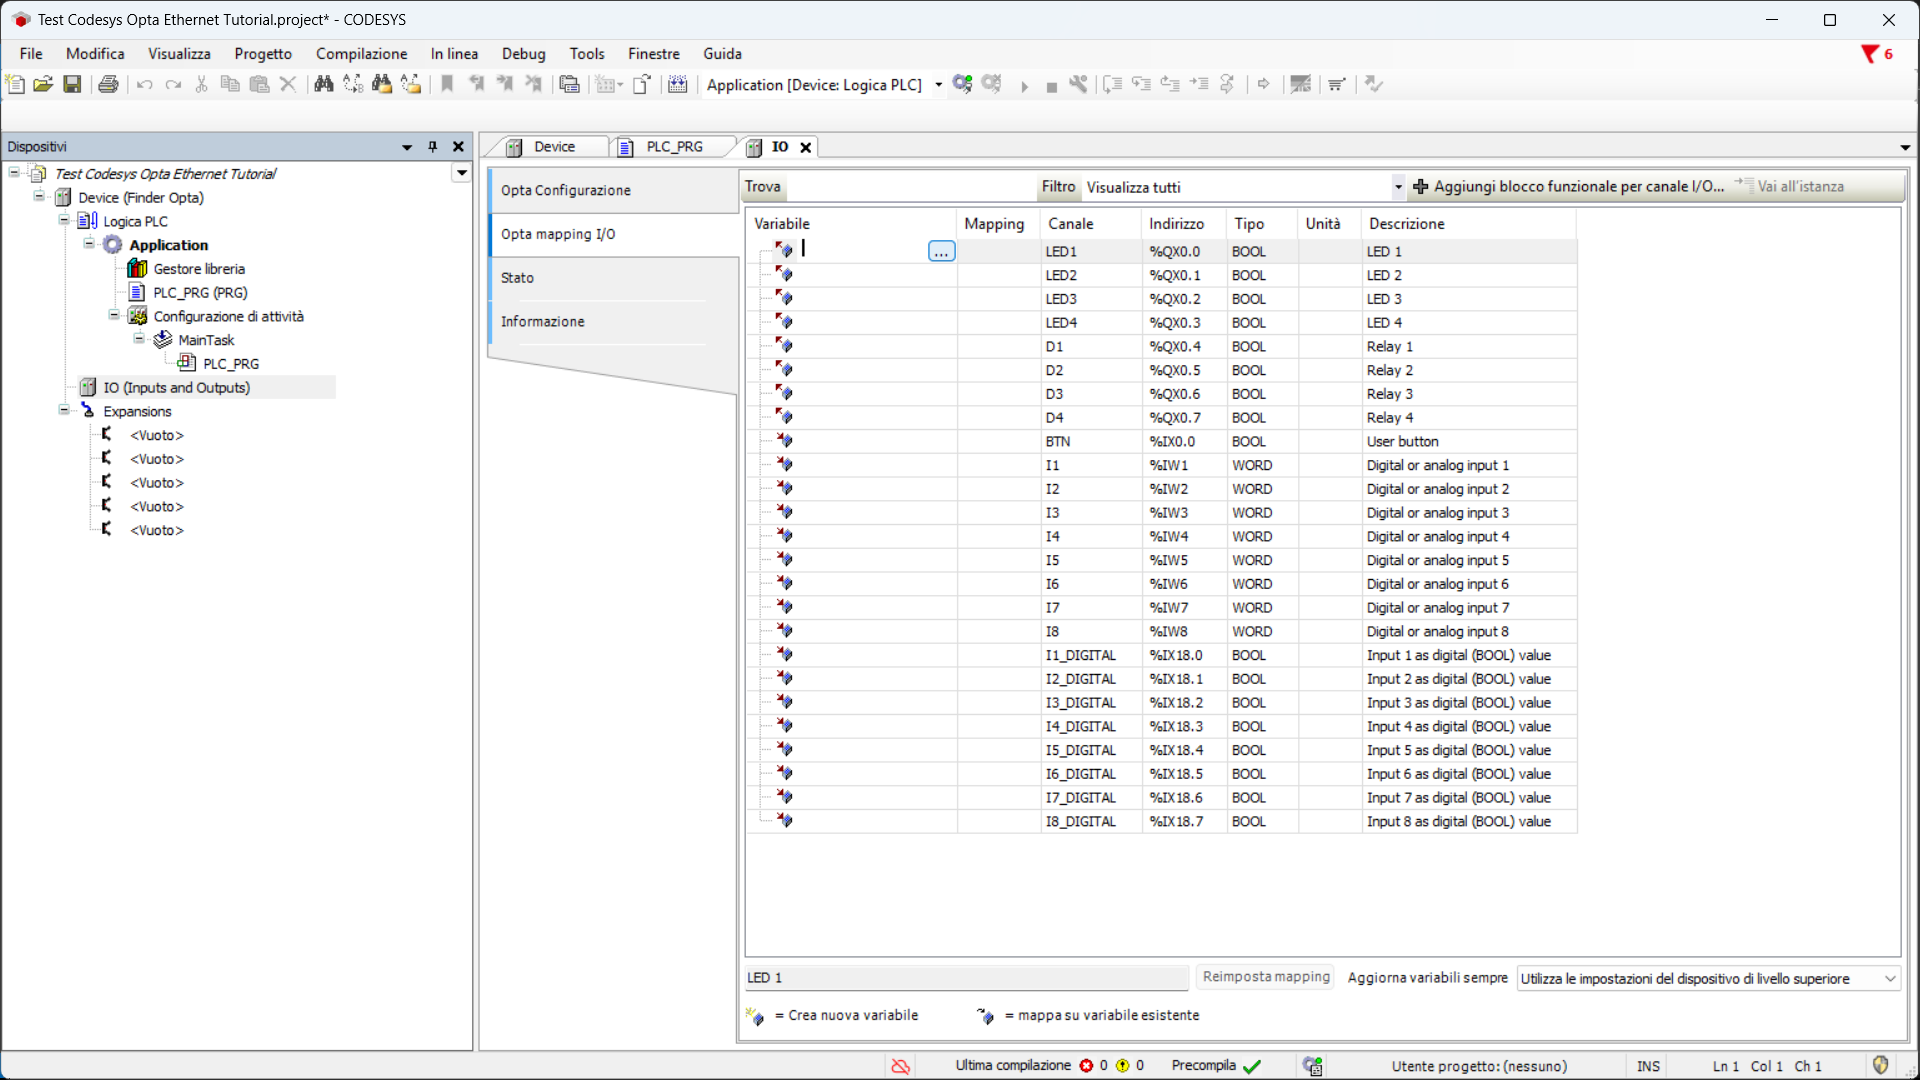 Test Codesys Opta Ethernet Tutorial.project* - CODESYS
File Modifica Visualizza Progetto Compilazione In linea Debug Tools Finestre Guida 6
Application [Device: Logica PLC]
Dispositivi
Test Codesys Opta Ethernet Tutorial
Device (Finder Opta)
Logica PLC
Application
Gestore libreria
PLC_PRG (PRG)
Configurazione di attività
MainTask
PLC_PRG
IO (Inputs and Outputs)
Expansions
<Vuoto>
<Vuoto>
<Vuoto>
<Vuoto>
<Vuoto>
Device PLC_PRG IO
Opta Configurazione
Opta mapping I/O
Stato
Informazione
Trova Filtro Visualizza tutti Aggiungi blocco funzionale per canale I/O... Vai all'istanza
Variabile Mapping Canale Indirizzo Tipo Unità Descrizione
... LED1 %QX0.0 BOOL LED 1
LED2 %QX0.1 BOOL LED 2
LED3 %QX0.2 BOOL LED 3
LED4 %QX0.3 BOOL LED 4
D1 %QX0.4 BOOL Relay 1
D2 %QX0.5 BOOL Relay 2
D3 %QX0.6 BOOL Relay 3
D4 %QX0.7 BOOL Relay 4
BTN %IX0.0 BOOL User button
I1 %IW1 WORD Digital or analog input 1
I2 %IW2 WORD Digital or analog input 2
I3 %IW3 WORD Digital or analog input 3
I4 %IW4 WORD Digital or analog input 4
I5 %IW5 WORD Digital or analog input 5
I6 %IW6 WORD Digital or analog input 6
I7 %IW7 WORD Digital or analog input 7
I8 %IW8 WORD Digital or analog input 8
I1_DIGITAL %IX18.0 BOOL Input 1 as digital (BOOL) value
I2_DIGITAL %IX18.1 BOOL Input 2 as digital (BOOL) value
I3_DIGITAL %IX18.2 BOOL Input 3 as digital (BOOL) value
I4_DIGITAL %IX18.3 BOOL Input 4 as digital (BOOL) value
I5_DIGITAL %IX18.4 BOOL Input 5 as digital (BOOL) value
I6_DIGITAL %IX18.5 BOOL Input 6 as digital (BOOL) value
I7_DIGITAL %IX18.6 BOOL Input 7 as digital (BOOL) value
I8_DIGITAL %IX18.7 BOOL Input 8 as digital (BOOL) value
LED 1 Reimposta mapping Aggiorna variabili sempre Utilizza le impostazioni del dispositivo di livello superiore
= Crea nuova variabile = mappa su variabile esistente
Ultima compilazione 0 0 Precompila Utente progetto: (nessuno) INS Ln 1 Col 1 Ch 1